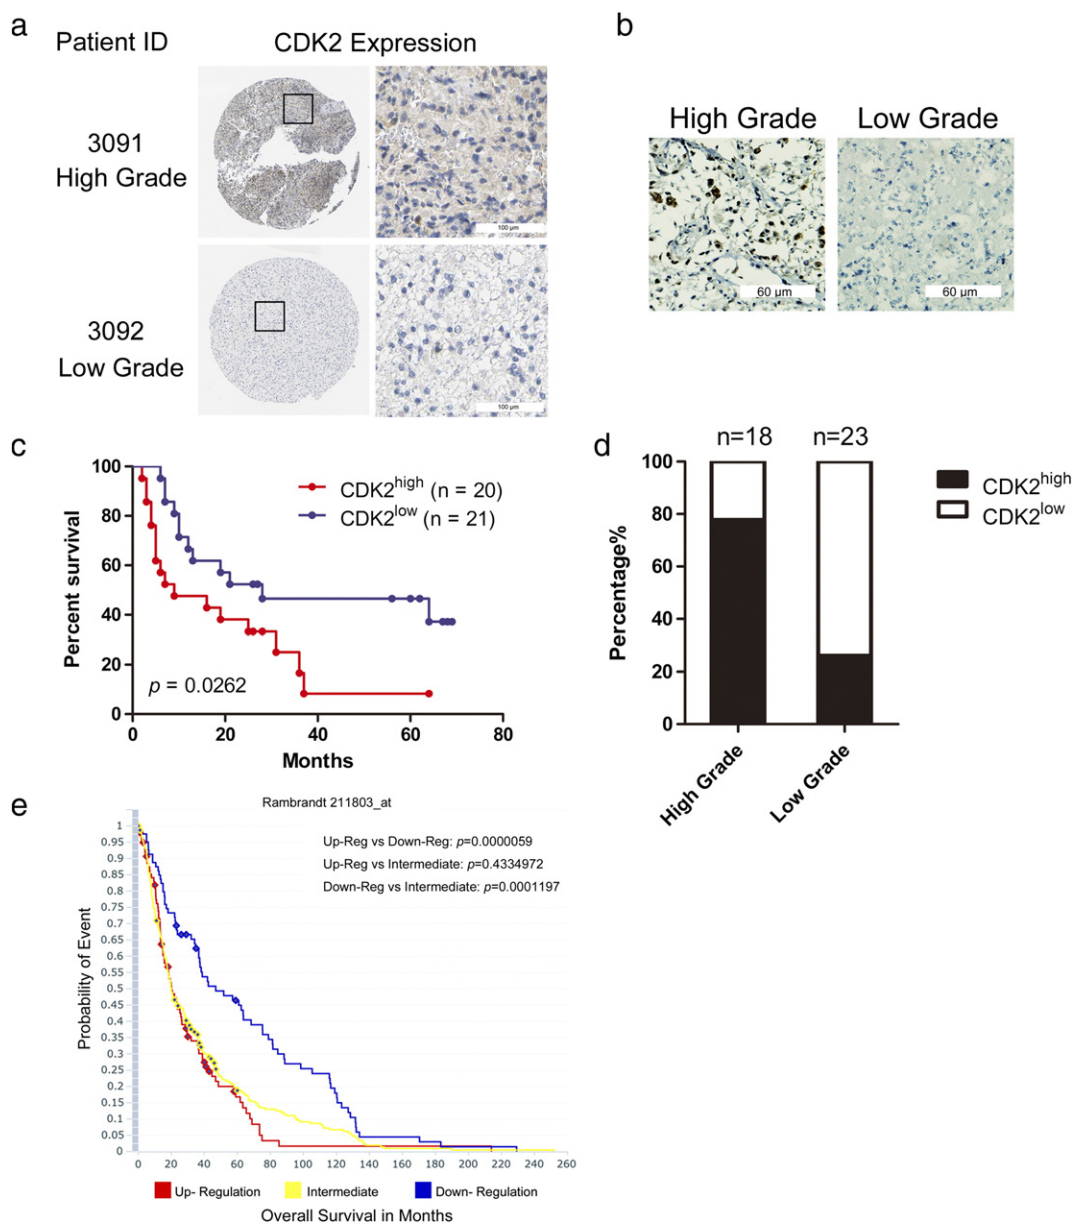 a
Patient ID
CDK2 Expression
3091
High Grade
100 µm
3092
Low Grade
100 µm
b
High Grade
Low Grade
60 µm
60 µm
c
100
80
60
40
20
0
Percent survival
CDK2high (n = 20)
CDK2low (n = 21)
p = 0.0262
0
20
40
60
80
Months
d
n=18
n=23
100
80
60
40
20
0
Percentage%
CDK2high
CDK2low
High Grade
Low Grade
e
Rambrandt 211803_at
Up-Reg vs Down-Reg: p=0.0000059
Up-Reg vs Intermediate: p=0.4334972
Down-Reg vs Intermediate: p=0.0001197
1
0.95
0.9
0.85
0.8
0.75
0.7
0.65
0.6
0.55
0.5
0.45
0.4
0.35
0.3
0.25
0.2
0.15
0.1
0.05
0
Probability of Event
0 20 40 60 80 100 120 140 160 180 200 220 240 260
Up- Regulation
Intermediate
Down- Regulation
Overall Survival in Months